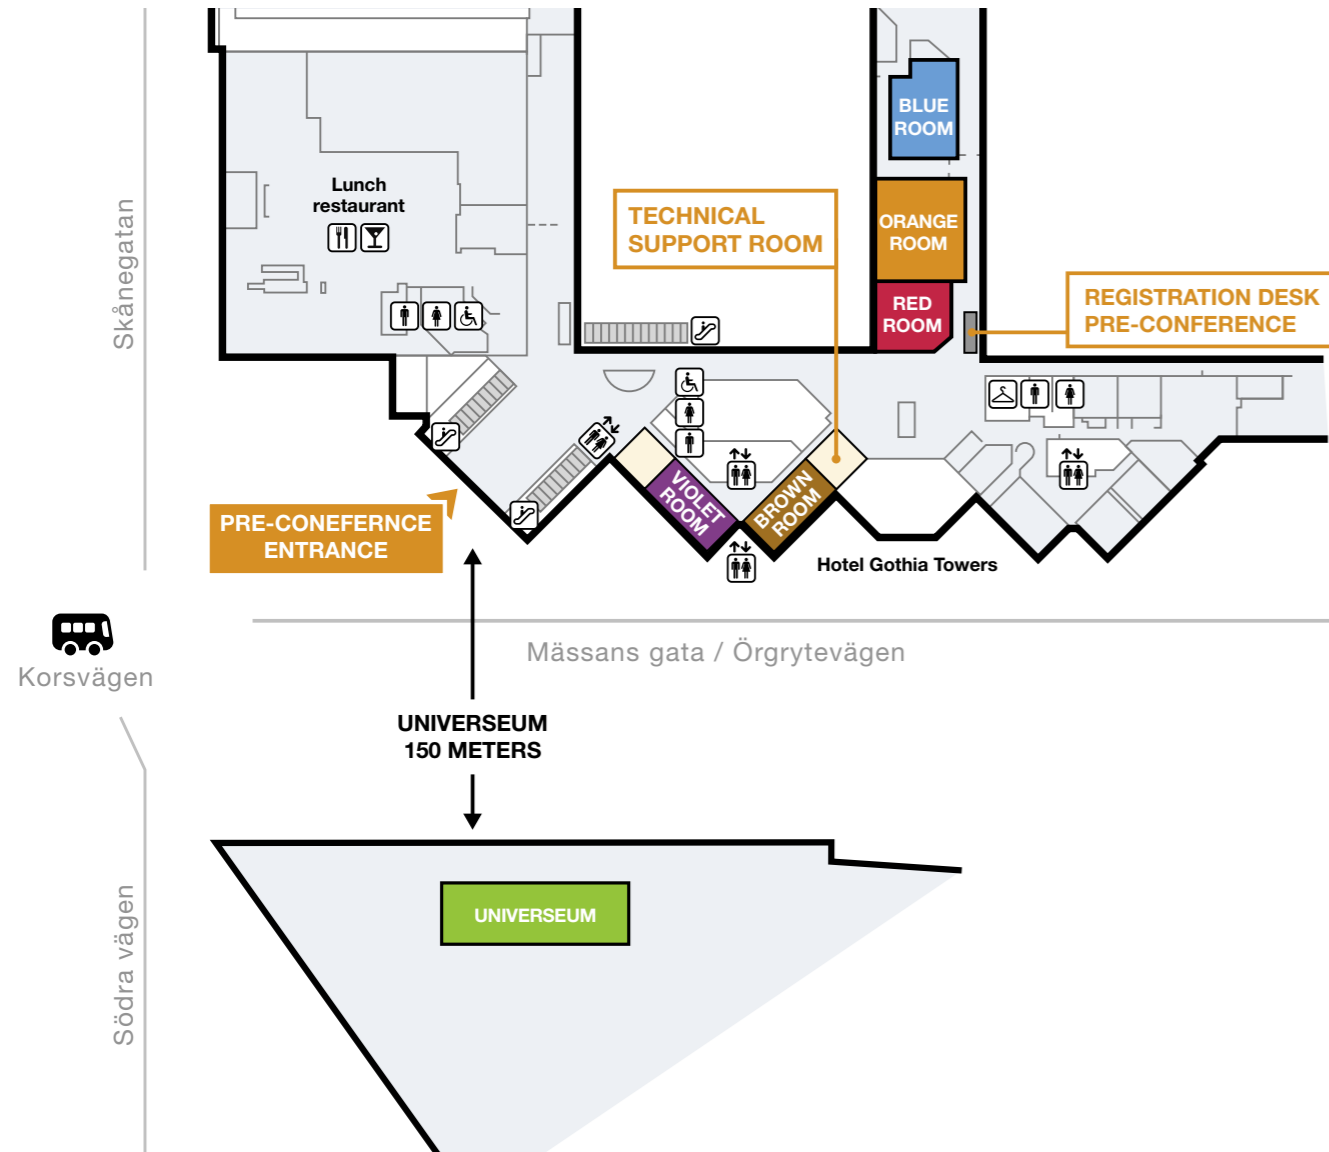 BLUE
ROOM
Lunch
restaurant
TECHNICAL
SUPPORT ROOM
ORANGE
ROOM
RED
ROOM
REGISTRATION DESK
PRE-CONFERENCE
Skånegatan
VIOLET
ROOM
BROWN
ROOM
PRE-CONEFERNCE
ENTRANCE
Hotel Gothia Towers
Mässans gata / Örgrytevägen
Korsvägen
UNIVERSEUM
150 METERS
UNIVERSEUM
Södra vägen